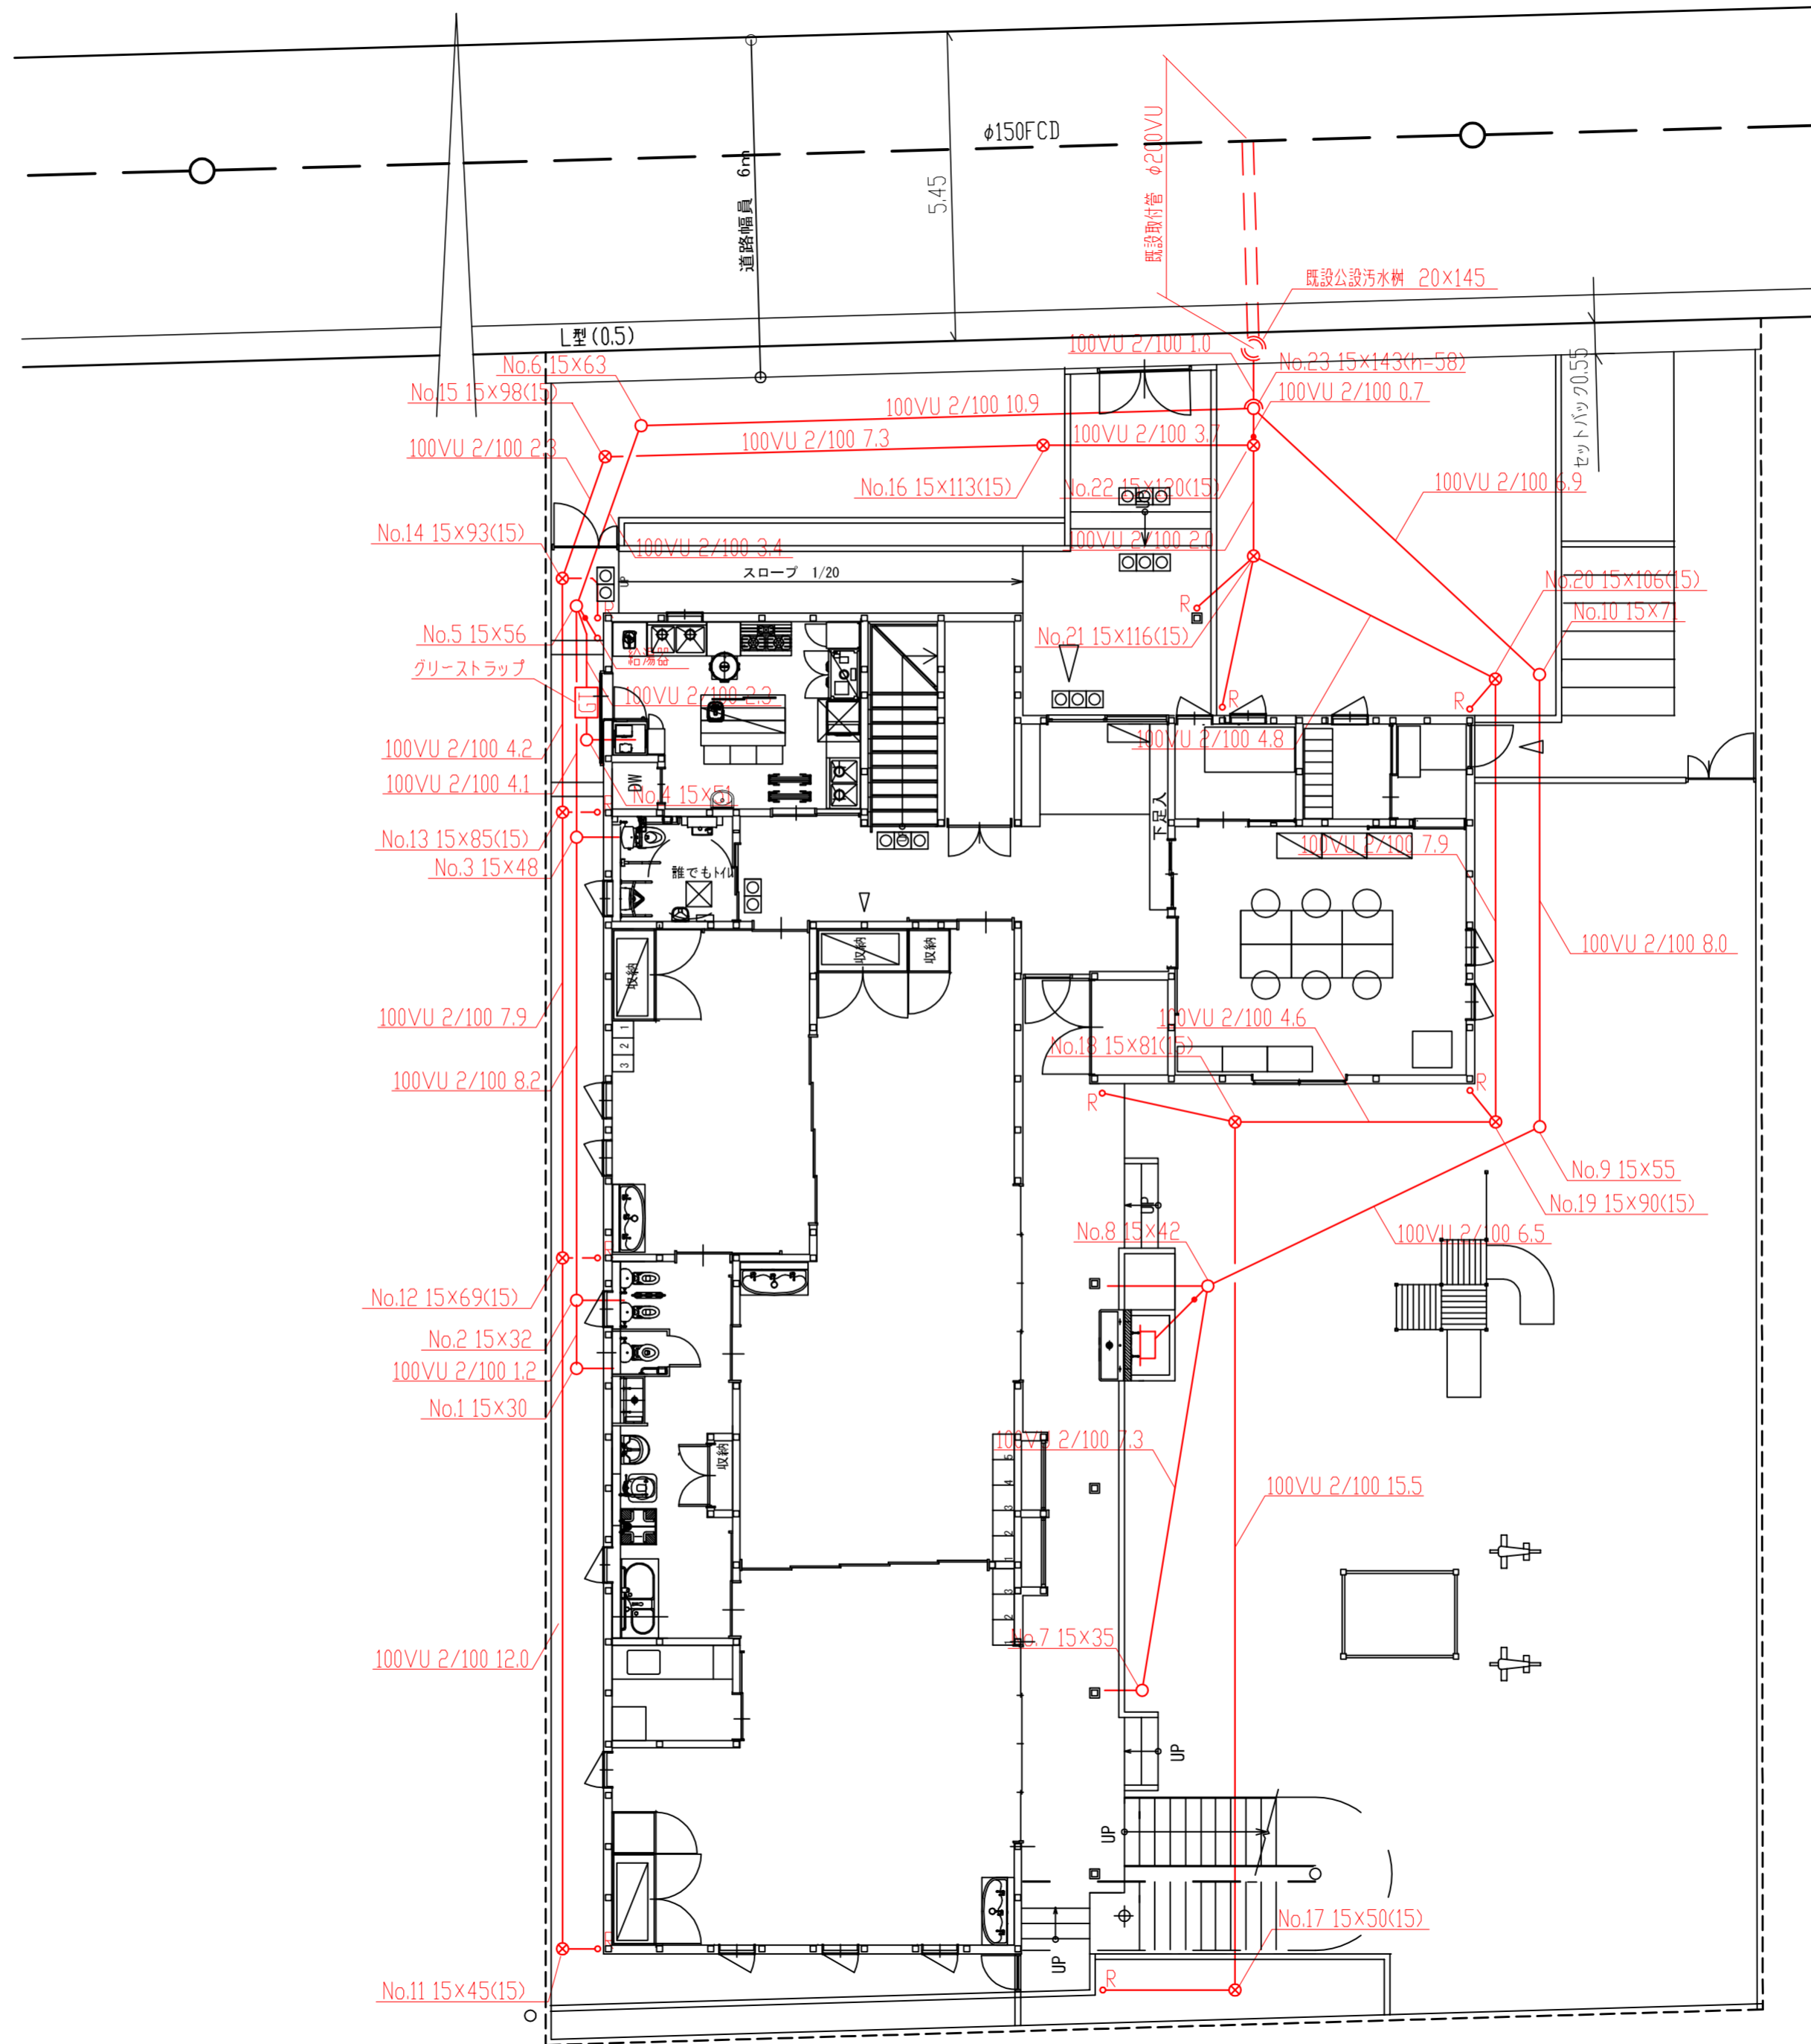 φ150FCD
道路幅員 6m
5.45
既設取付管 φ200VU
既設公設汚水桝 20×145
L型(0.5)
セットバック0.55
100VU 2/100 1.0
No.23 15×143(h-58)
100VU 2/100 0.7
No.6 15×63
No.15 15×98(15)
100VU 2/100 10.9
100VU 2/100 7.3
100VU 2/100 3.7
100VU 2/100 2.3
No.16 15×113(15)
No.22 15×120(15)
100VU 2/100 6.9
No.14 15×93(15)
100VU 2/100 3.4
100VU 2/100 2.0
スロープ 1/20
UP
UP
No.20 15×106(15)
No.10 15×71
R
R
No.5 15×56
No.21 15×116(15)
グリーストラップ
給湯器
GT
100VU 2/100 2.3
R
R
100VU 2/100 4.2
100VU 2/100 4.8
100VU 2/100 4.1
DW
No.4 15×51
下足入
No.13 15×85(15)
No.3 15×48
誰でもトイレ
100VU 2/100 7.9
収納
収納
収納
100VU 2/100 8.0
100VU 2/100 7.9
1
2
3
100VU 2/100 4.6
No.18 15×81(15)
100VU 2/100 8.2
R
R
No.9 15×55
No.19 15×90(15)
UP
No.8 15×42
100VU 2/100 6.5
R
No.12 15×69(15)
No.2 15×32
100VU 2/100 1.2
No.1 15×30
収納
100VU 2/100 7.3
5
4
3
2
1
3
2
1
100VU 2/100 15.5
No.7 15×35
100VU 2/100 12.0
UP
UP
No.17 15×50(15)
R
UP
R
No.11 15×45(15)